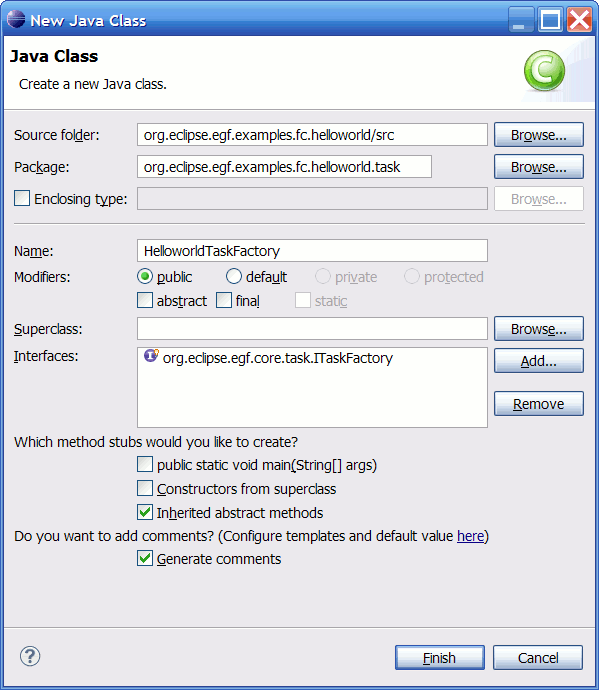 New Java Class
Java Class
Create a new Java class.
Source folder: org.eclipse.egf.examples.fc.helloworld/src Browse...
Package: org.eclipse.egf.examples.fc.helloworld.task Browse...
Enclosing type: Browse...
Name: HelloworldTaskFactory
Modifiers: public default private protected
abstract final static
Superclass: Browse...
Interfaces: org.eclipse.egf.core.task.ITaskFactory Add...
Remove
Which method stubs would you like to create?
public static void main(String[] args)
Constructors from superclass
Inherited abstract methods
Do you want to add comments? (Configure templates and default value here)
Generate comments
Finish Cancel